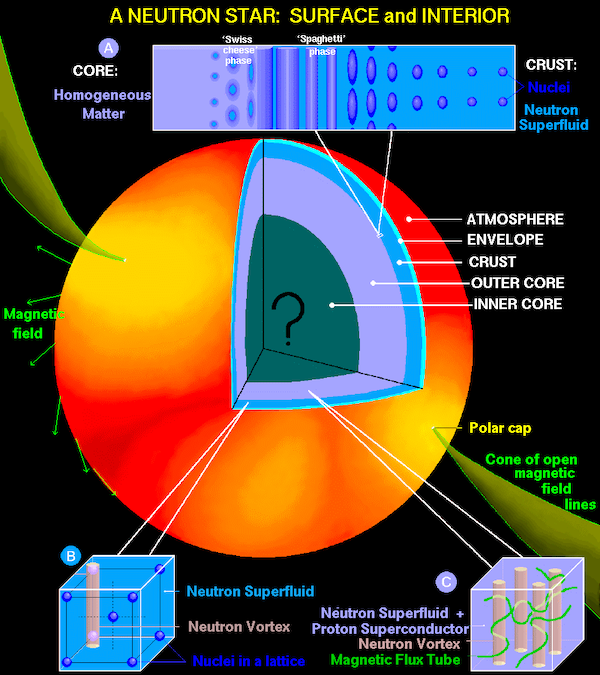 A NEUTRON STAR: SURFACE and INTERIOR
A
CORE:
Homogeneous
Matter
'Swiss
cheese'
phase
'Spaghetti'
phase
CRUST:
Nuclei
Neutron
Superfluid
ATMOSPHERE
ENVELOPE
CRUST
OUTER CORE
INNER CORE
?
Magnetic
field
Polar cap
Cone of open
magnetic
field
lines
B
Neutron Superfluid
Neutron Vortex
Nuclei in a lattice
C
Neutron Superfluid +
Proton Superconductor
Neutron Vortex
Magnetic Flux Tube